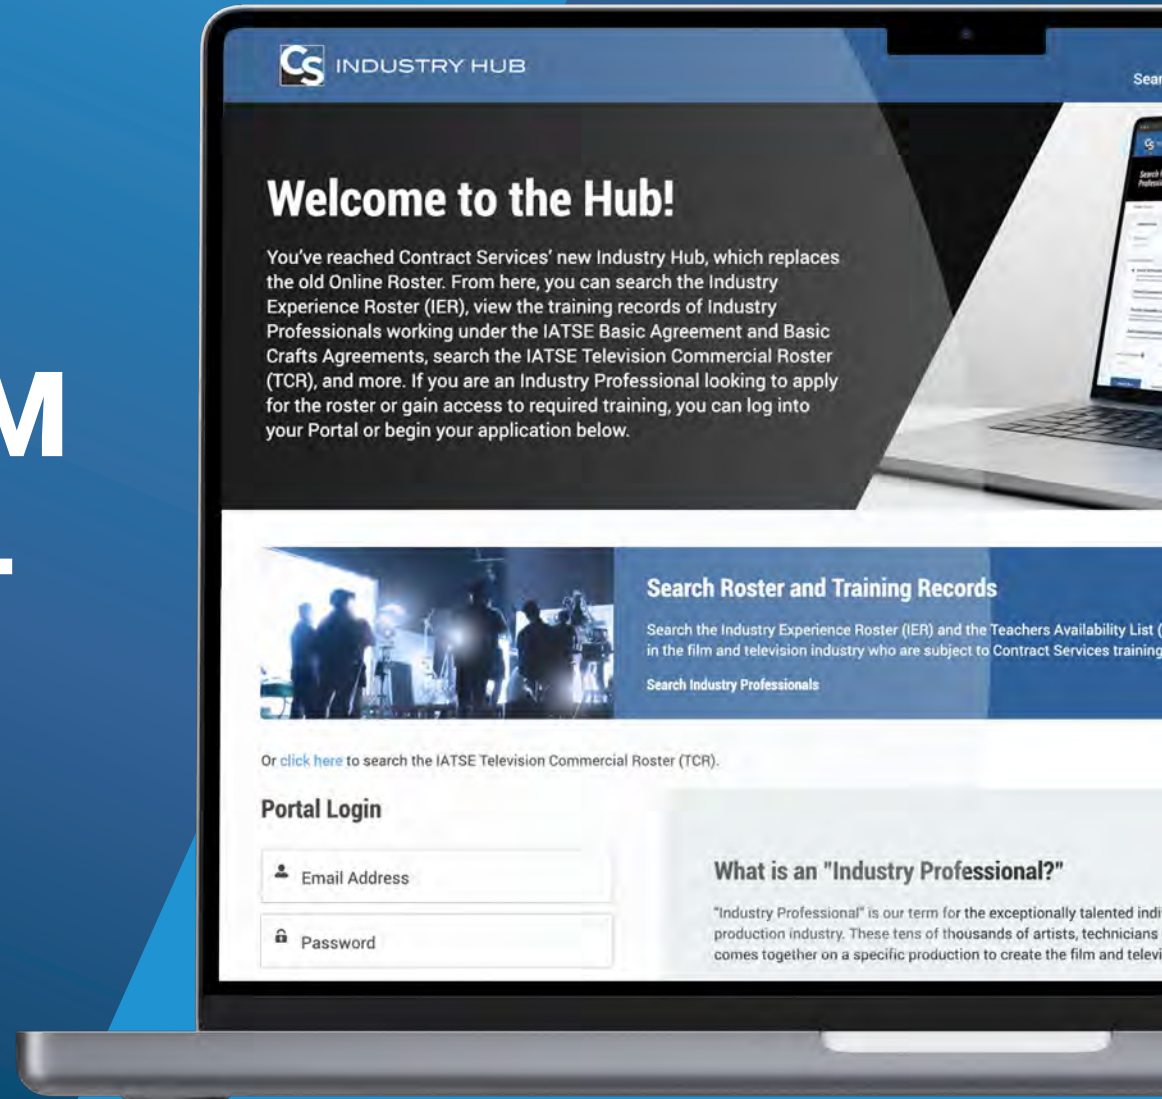 M
CS INDUSTRY HUB
Welcome to the Hub!
You've reached Contract Services' new Industry Hub, which replaces
the old Online Roster. From here, you can search the Industry
Experience Roster (IER), view the training records of Industry
Professionals working under the IATSE Basic Agreement and Basic
Crafts Agreements, search the IATSE Television Commercial Roster
(TCR), and more. If you are an Industry Professional looking to apply
for the roster or gain access to required training, you can log into
your Portal or begin your application below.
Search Roster and Training Records
Search the Industry Experience Roster (IER) and the Teachers Availability List (
in the film and television industry who are subject to Contract Services training
Search Industry Professionals
Or click here to search the IATSE Television Commercial Roster (TCR).
Portal Login
Email Address
Password
What is an "Industry Professional?"
"Industry Professional" is our term for the exceptionally talented indi
production industry. These tens of thousands of artists, technicians
comes together on a specific production to create the film and televi